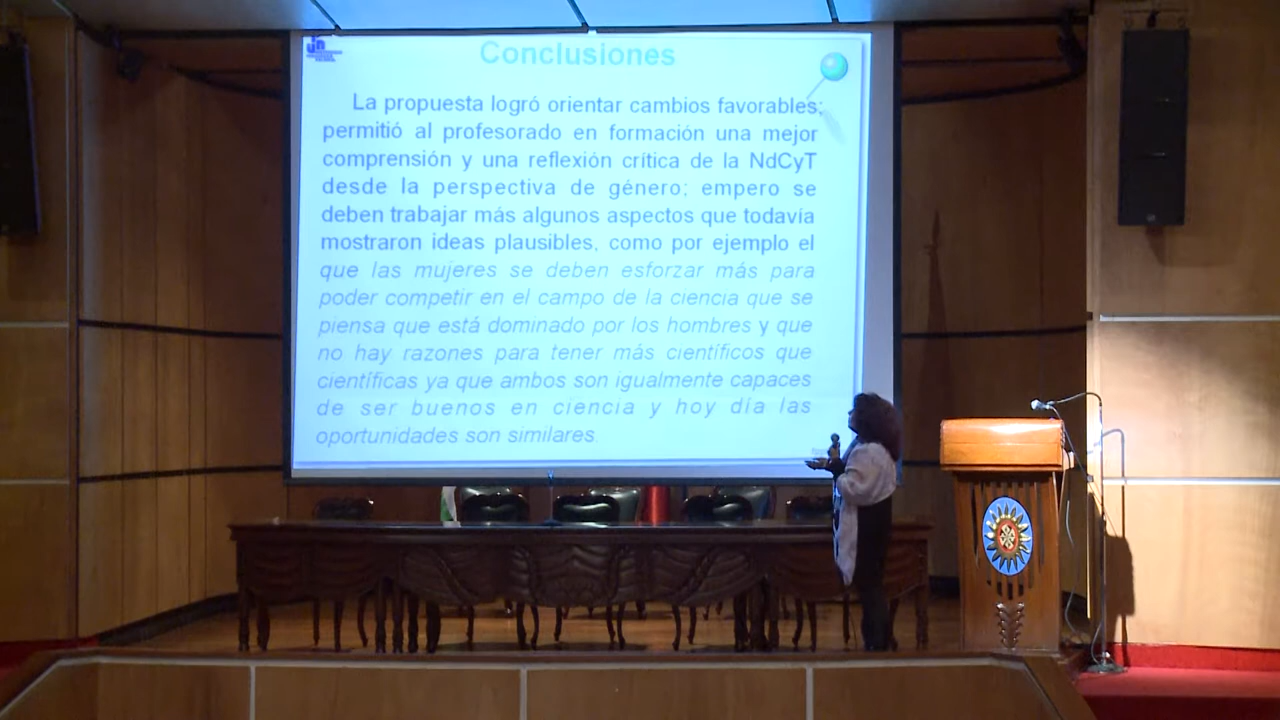 Conclusiones
La propuesta logró orientar cambios favorables;
permitió al profesorado en formación una mejor
comprensión y una reflexión crítica de la NdCyT
desde la perspectiva de género; empero se
deben trabajar más algunos aspectos que todavía
mostraron ideas plausibles, como por ejemplo el
que las mujeres se deben esforzar más para
poder competir en el campo de la ciencia que se
piensa que está dominado por los hombres y que
no hay razones para tener más científicos que
científicas ya que ambos son igualmente capaces
de ser buenos en ciencia y hoy día las
oportunidades son similares.